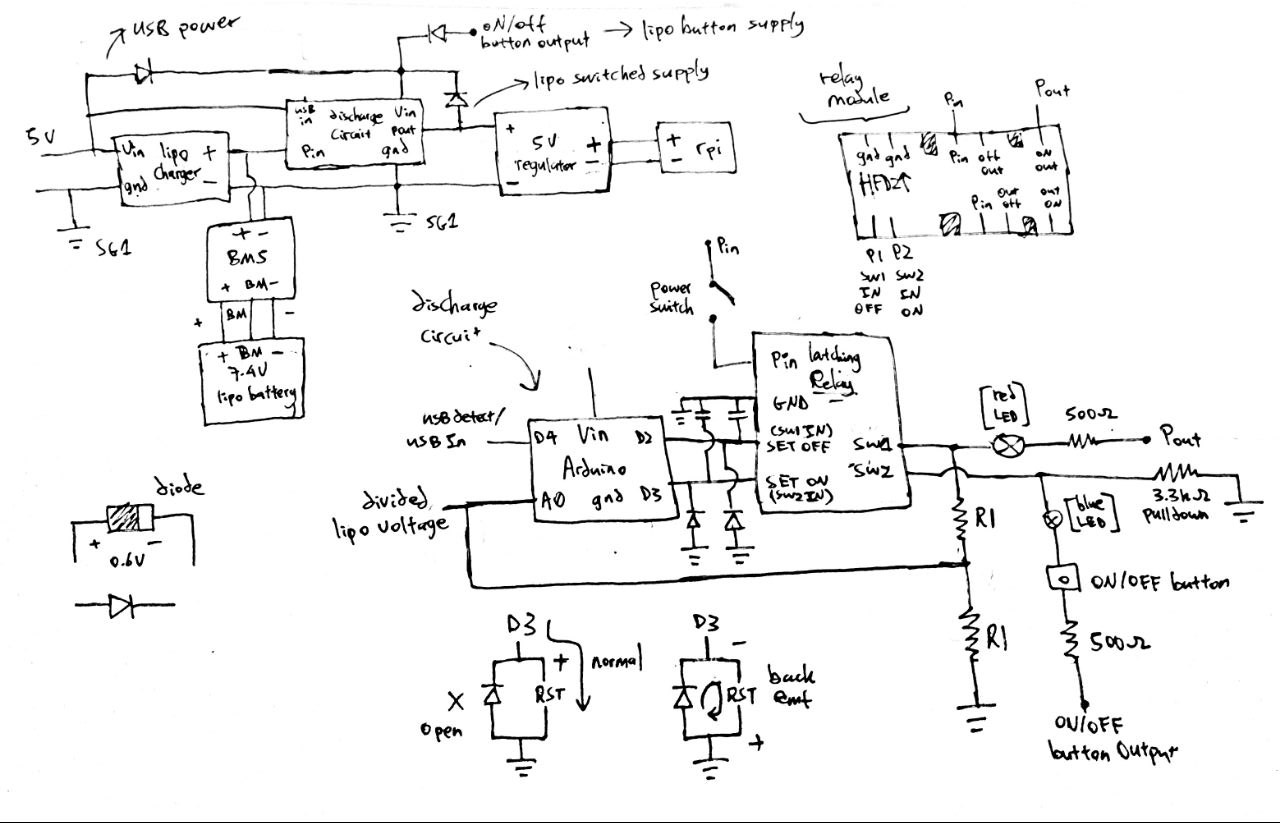 USB power
ON/off
button output → lipo button supply
lipo switched supply
5V
Vin lipo +
charger
gnd −
SG1
USB
in
discharge
circuit
Vin
Pout
Pin
gnd
SG1
+ 5V +
regulator −
−
+ rpi
−
+ −
BMS
+ BM −
+ BM −
+ BM −
7.4V
lipo battery
relay
module
Pin
Pout
gnd gnd
Pin
off
out
ON
out
HFD2
Pin
out
off
out
ON
P1 P2
SW1 SW2
IN IN
OFF ON
discharge
circuit
power
switch
Pin
Pin latching
Relay
GND
(SW1 IN)
SET OFF
SET ON
(SW2 IN)
SW1
SW2
USB detect/
USB In
D4 Vin D2
Arduino
A0 gnd D3
divided
lipo voltage
[red
LED]
500Ω
Pout
3.3kΩ
pulldown
[blue
LED]
R1
R1
ON/OFF button
500Ω
ON/OFF
button Output
diode
+ −
0.6V
D3
+
normal
RST
X
open
D3
−
RST
back
emf
+